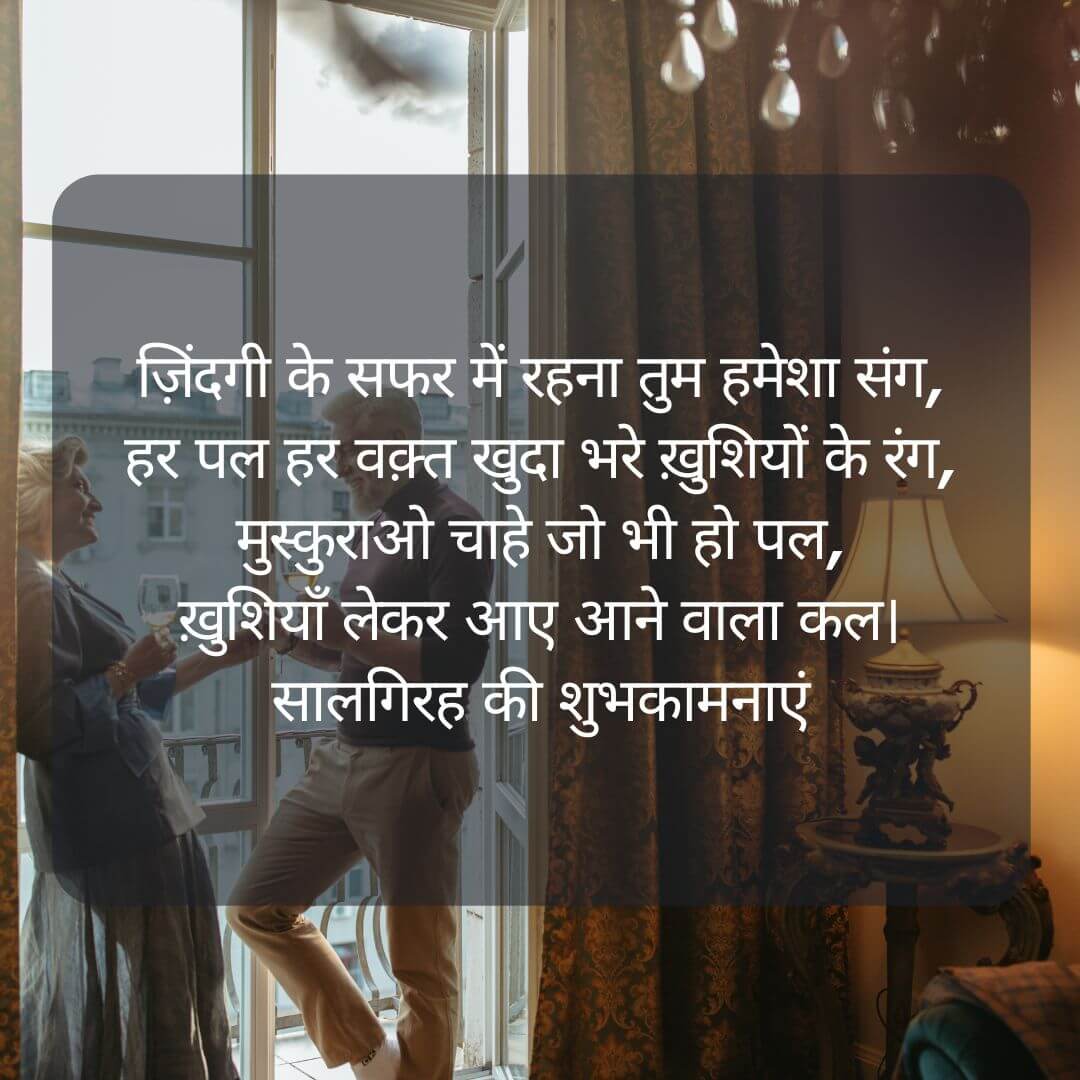 ज़िंदगी के सफर में रहना तुम हमेशा संग,
हर पल हर वक़्त खुदा भरे ख़ुशियों के रंग,
मुस्कुराओ चाहे जो भी हो पल,
ख़ुशियाँ लेकर आए आने वाला कल।
सालगिरह की शुभकामनाएं